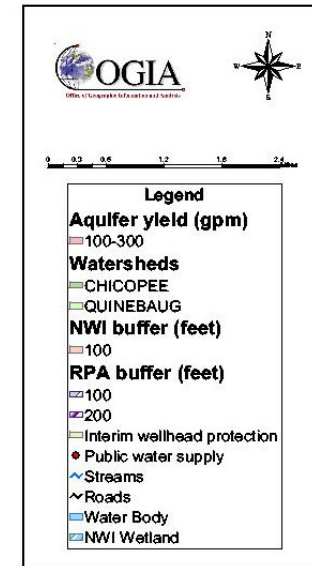 N
W E
S
OGIA
Office of Geographic Information and Analysis
0 0.3 0.6 1.2 1.8 2.4
Legend
Aquifer yield (gpm)
100-300
Watersheds
CHICOPEE
QUINEBAUG
NWI buffer (feet)
100
RPA buffer (feet)
100
200
Interim wellhead protection
Public water supply
Streams
Roads
Water Body
NWI Wetland